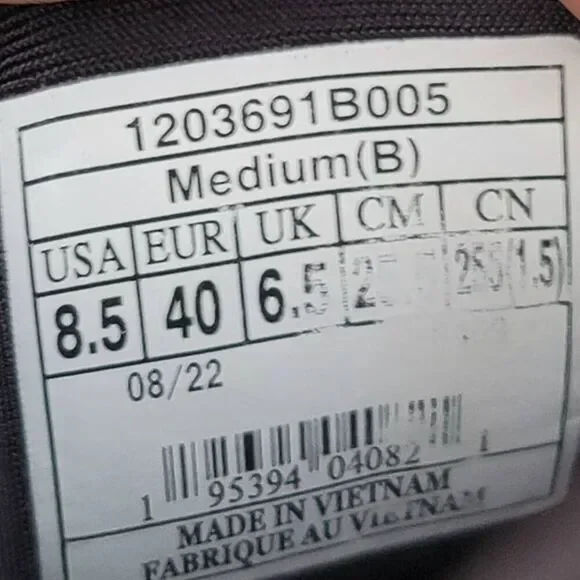 1203691B005
Medium(B)
USA EUR UK CM CN
8.5 40 6.5
08/22
1 95394 04082 1
MADE IN VIETNAM
FABRIQUE AU VIETNAM